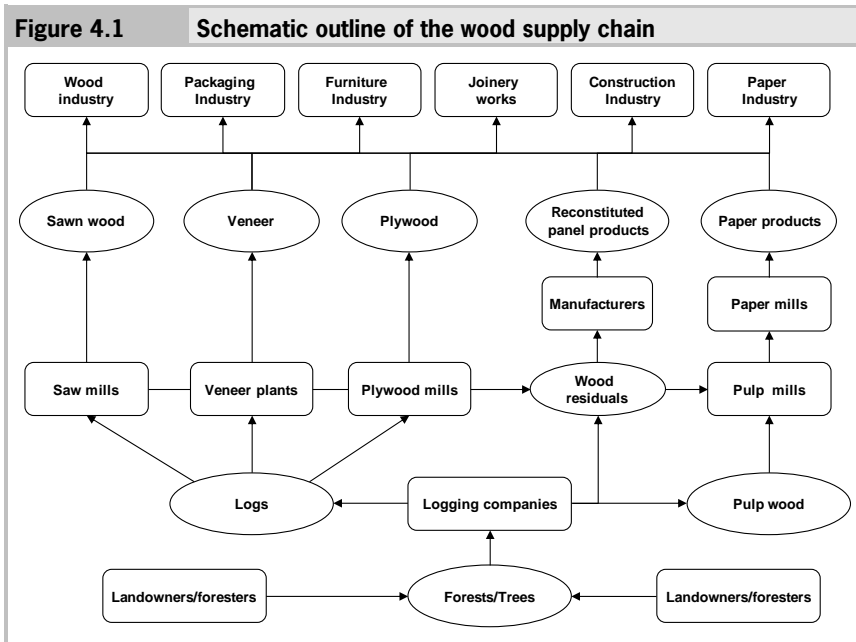 Figure 4.1 Schematic outline of the wood supply chain
Wood
industry
Packaging
Industry
Furniture
Industry
Joinery
works
Construction
Industry
Paper
Industry
Sawn wood
Veneer
Plywood
Reconstituted
panel products
Paper products
Manufacturers
Paper mills
Saw mills
Veneer plants
Plywood mills
Wood
residuals
Pulp mills
Logs
Logging companies
Pulp wood
Landowners/foresters
Forests/Trees
Landowners/foresters